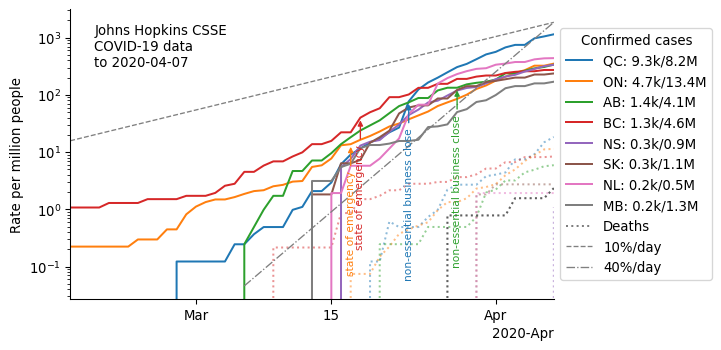 Johns Hopkins CSSE
COVID-19 data
to 2020-04-07
Rate per million people
10³
10²
10¹
10⁰
10⁻¹
state of emergency
state of emergency
non-essential business close
non-essential business close
Mar
15
Apr
2020-Apr
Confirmed cases
QC: 9.3k/8.2M
ON: 4.7k/13.4M
AB: 1.4k/4.1M
BC: 1.3k/4.6M
NS: 0.3k/0.9M
SK: 0.3k/1.1M
NL: 0.2k/0.5M
MB: 0.2k/1.3M
Deaths
10%/day
40%/day